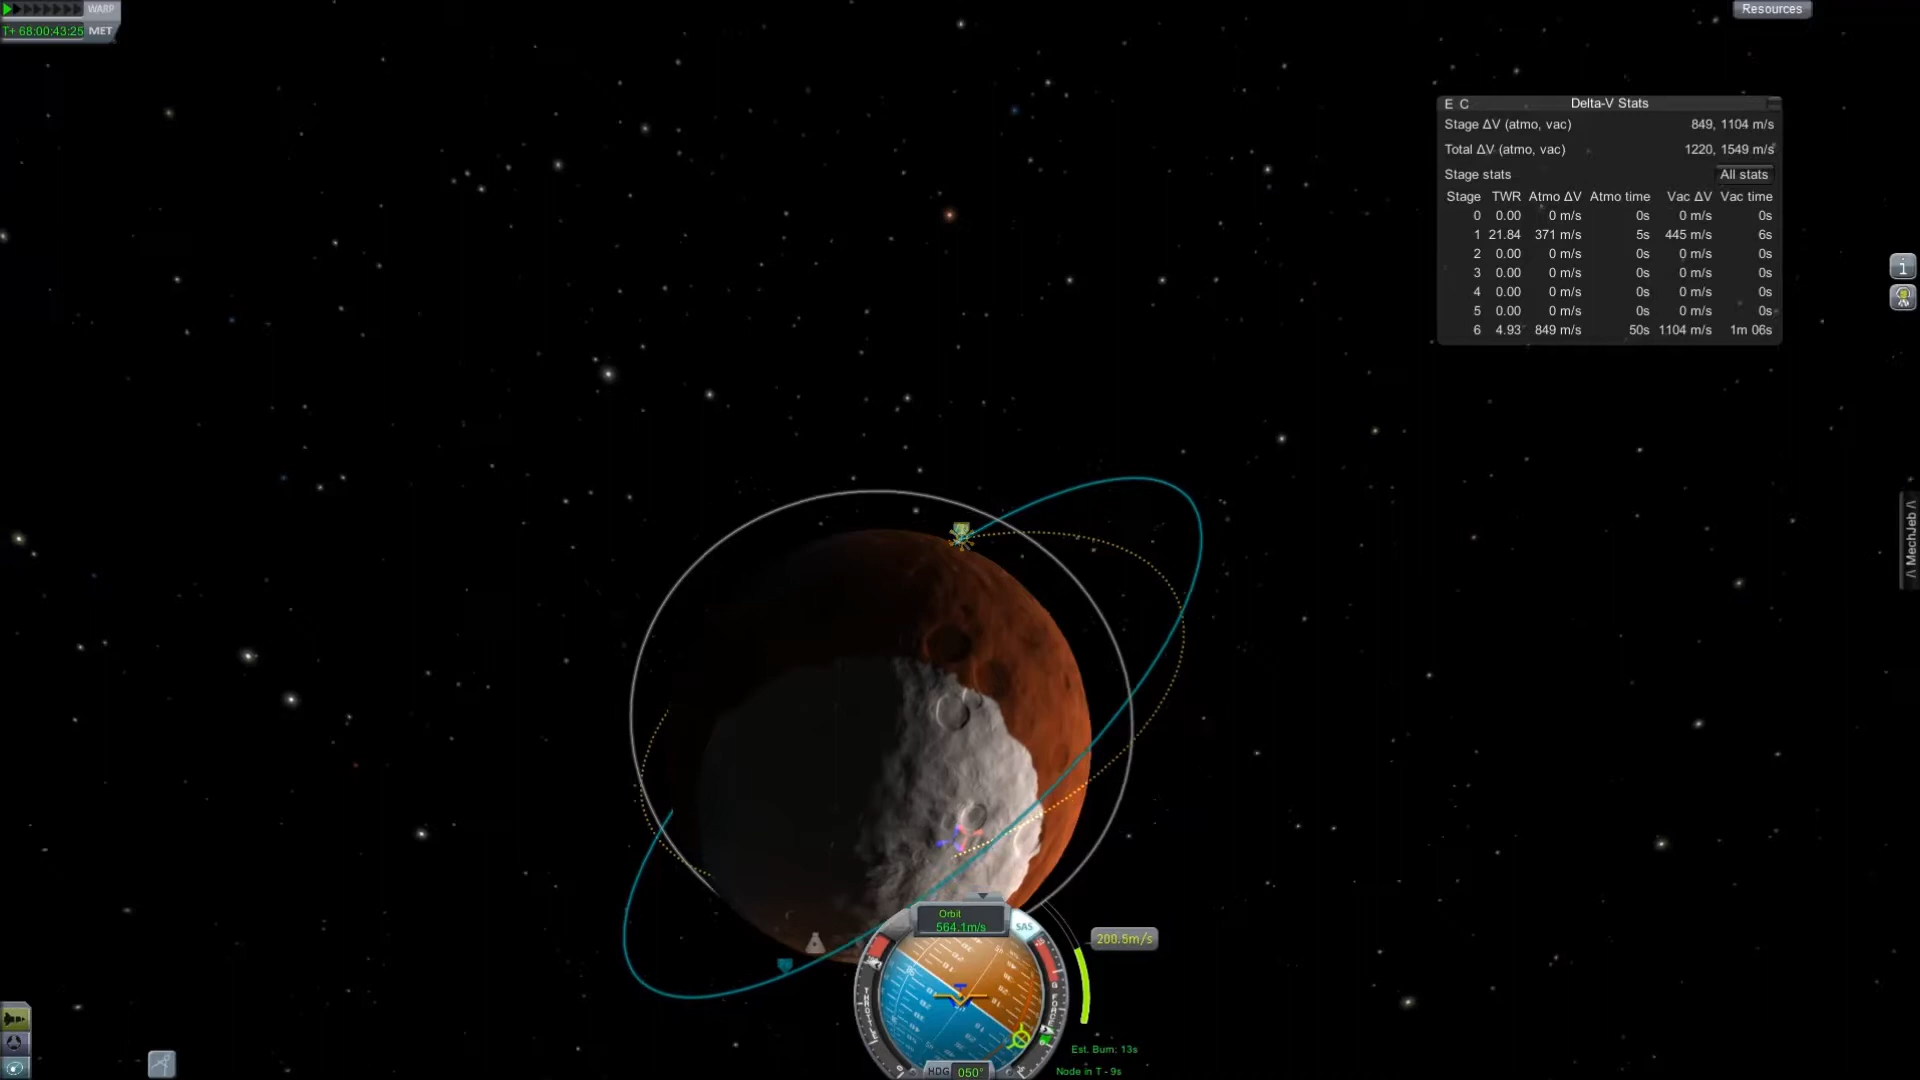 WARP
T+ 68:00:43:25 MET
Resources
E C Delta-V Stats
Stage ΔV (atmo, vac) 849, 1104 m/s
Total ΔV (atmo, vac) 1220, 1549 m/s
Stage stats All stats
Stage TWR Atmo ΔV Atmo time Vac ΔV Vac time
0 0.00 0 m/s 0s 0 m/s 0s
1 21.84 371 m/s 5s 445 m/s 6s
2 0.00 0 m/s 0s 0 m/s 0s
3 0.00 0 m/s 0s 0 m/s 0s
4 0.00 0 m/s 0s 0 m/s 0s
5 0.00 0 m/s 0s 0 m/s 0s
6 4.93 849 m/s 50s 1104 m/s 1m 06s
/\ MechJeb /\
Orbit
564.1m/s
SAS
200.5m/s
Est. Burn: 13s
Node in T - 9s
HDG 050°